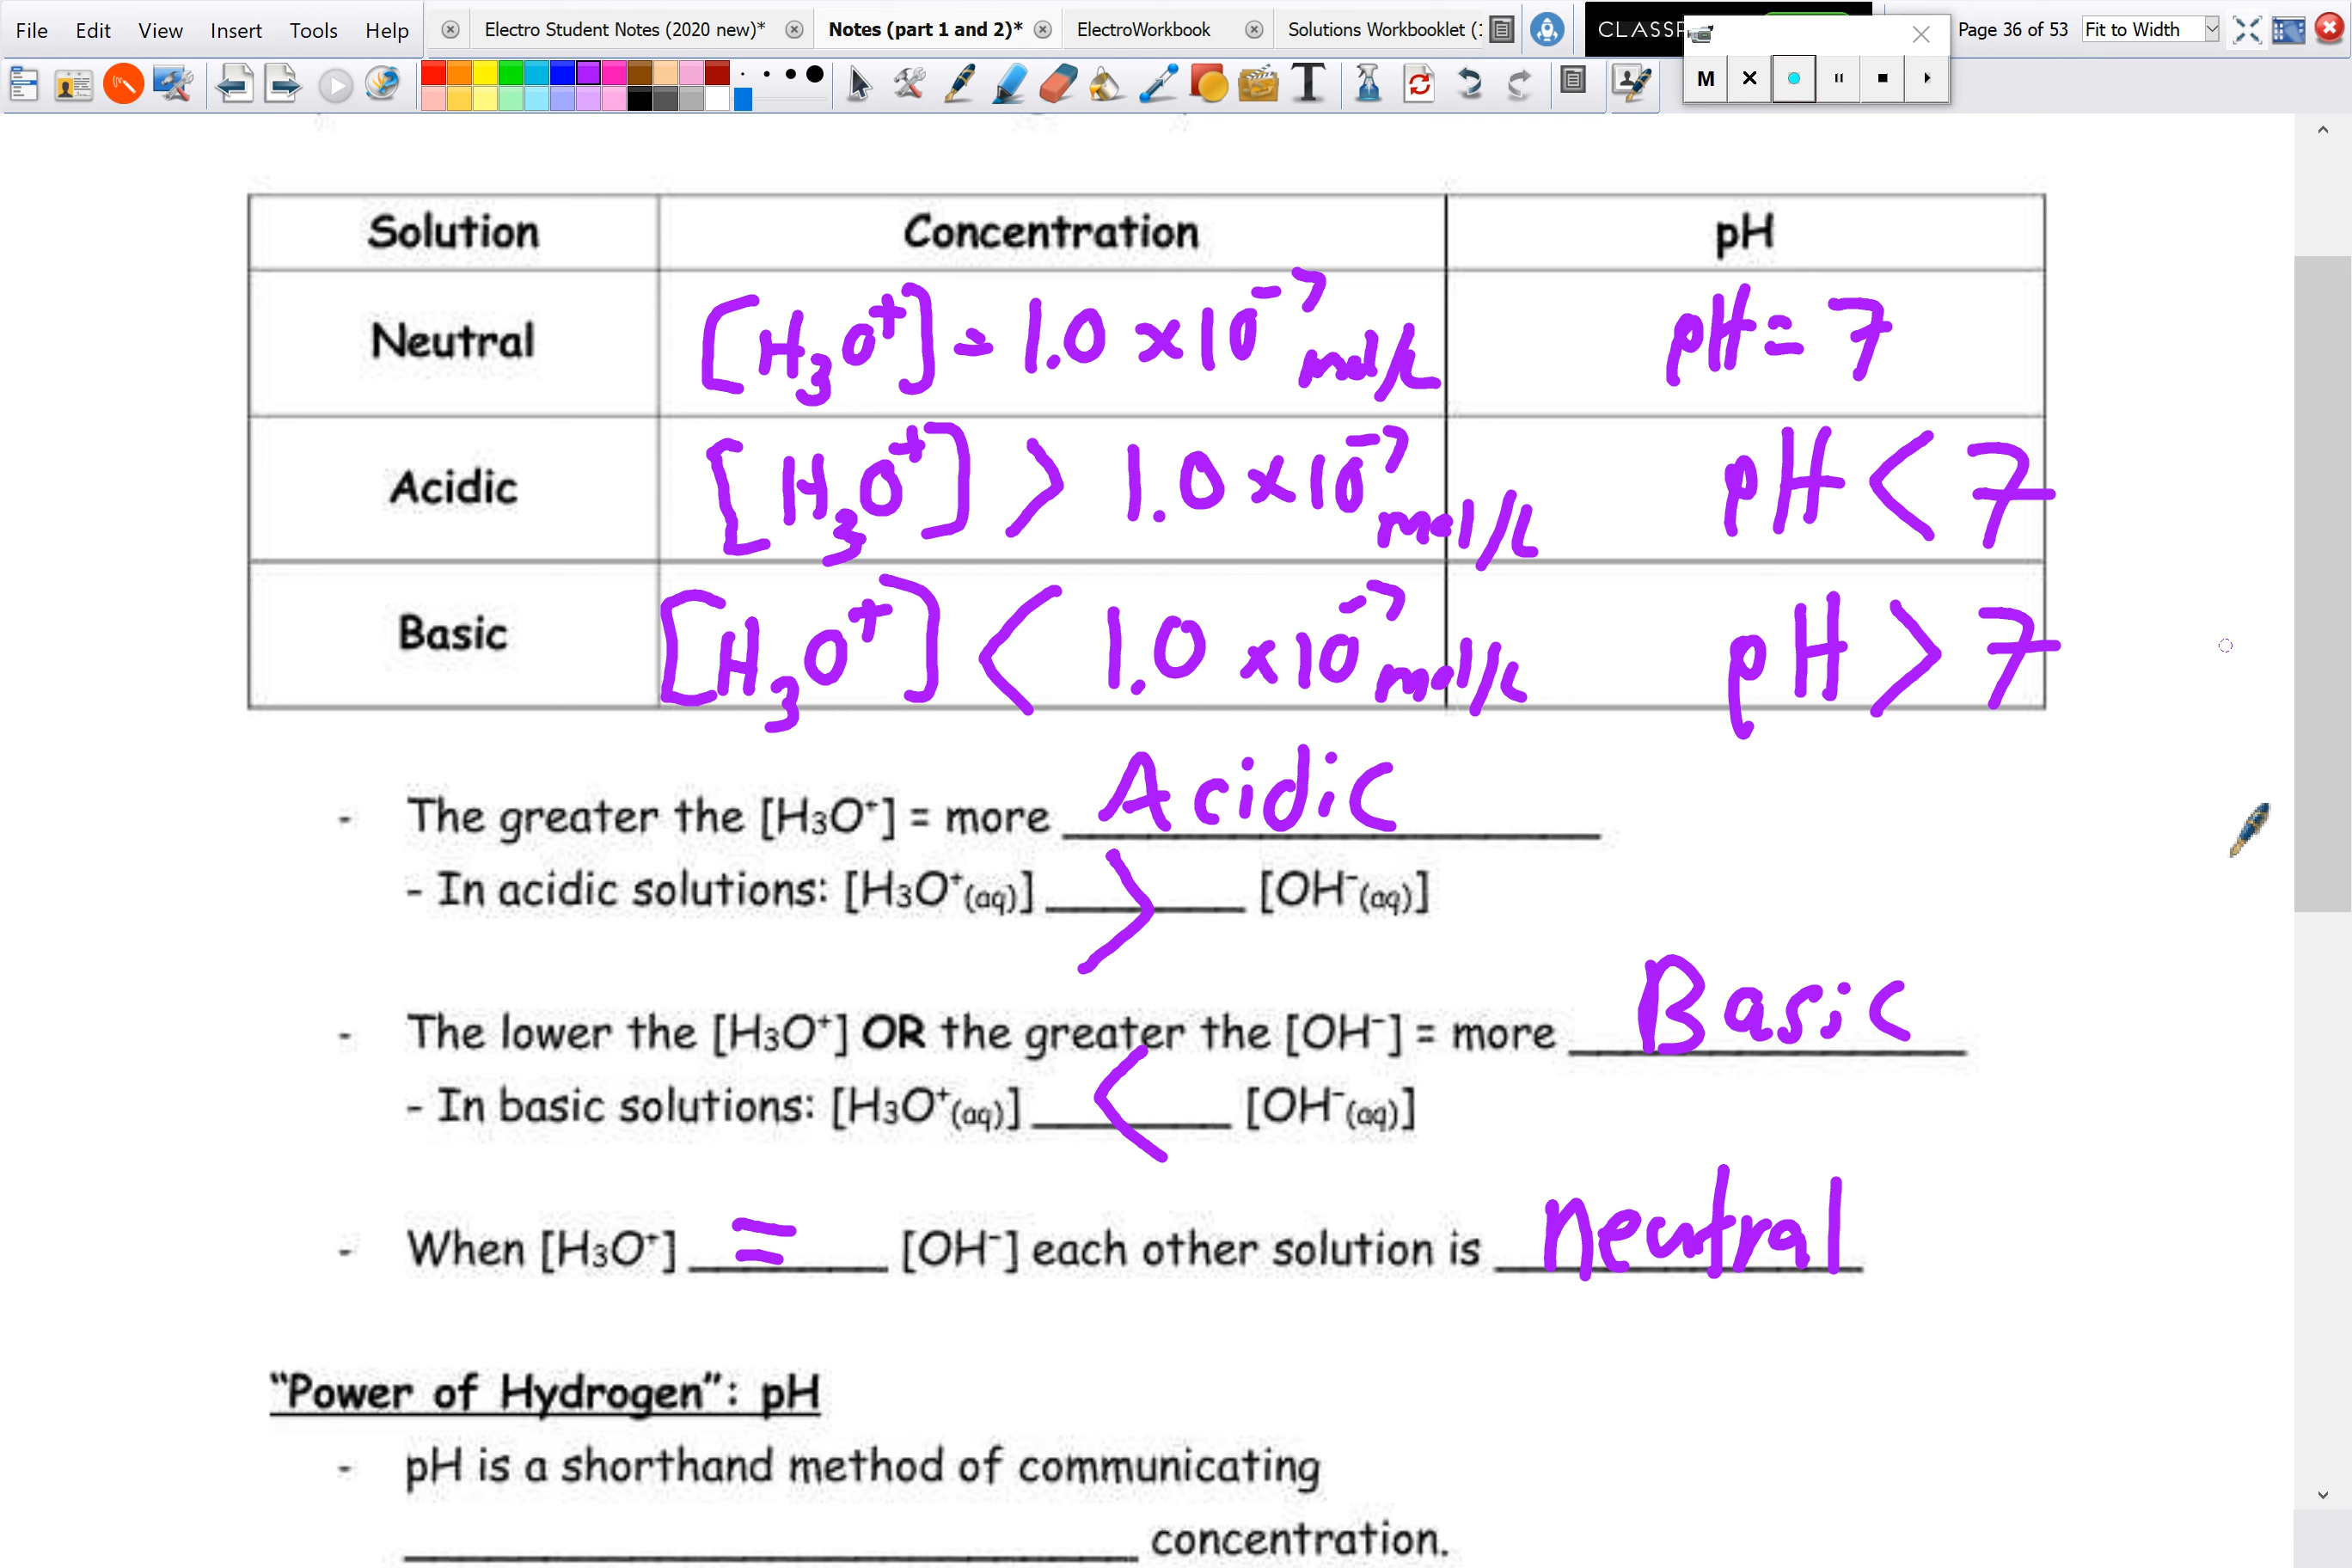 File Edit View Insert Tools Help
Electro Student Notes (2020 new)* Notes (part 1 and 2)* ElectroWorkbook Solutions Workbooklet (1
CLASSF
Page 36 of 53 Fit to Width
M
T
Solution Concentration pH
Neutral [H₃O⁺] = 1.0 × 10⁻⁷ mol/L pH = 7
Acidic [H₃O⁺] > 1.0 × 10⁻⁷ mol/L pH < 7
Basic [H₃O⁺] < 1.0 × 10⁻⁷ mol/L pH > 7
- The greater the [H₃O⁺] = more Acidic
- In acidic solutions: [H₃O⁺(aq)] > [OH⁻(aq)]
- The lower the [H₃O⁺] OR the greater the [OH⁻] = more Basic
- In basic solutions: [H₃O⁺(aq)] < [OH⁻(aq)]
- When [H₃O⁺] = [OH⁻] each other solution is neutral
“Power of Hydrogen”: pH
- pH is a shorthand method of communicating
____________ concentration.